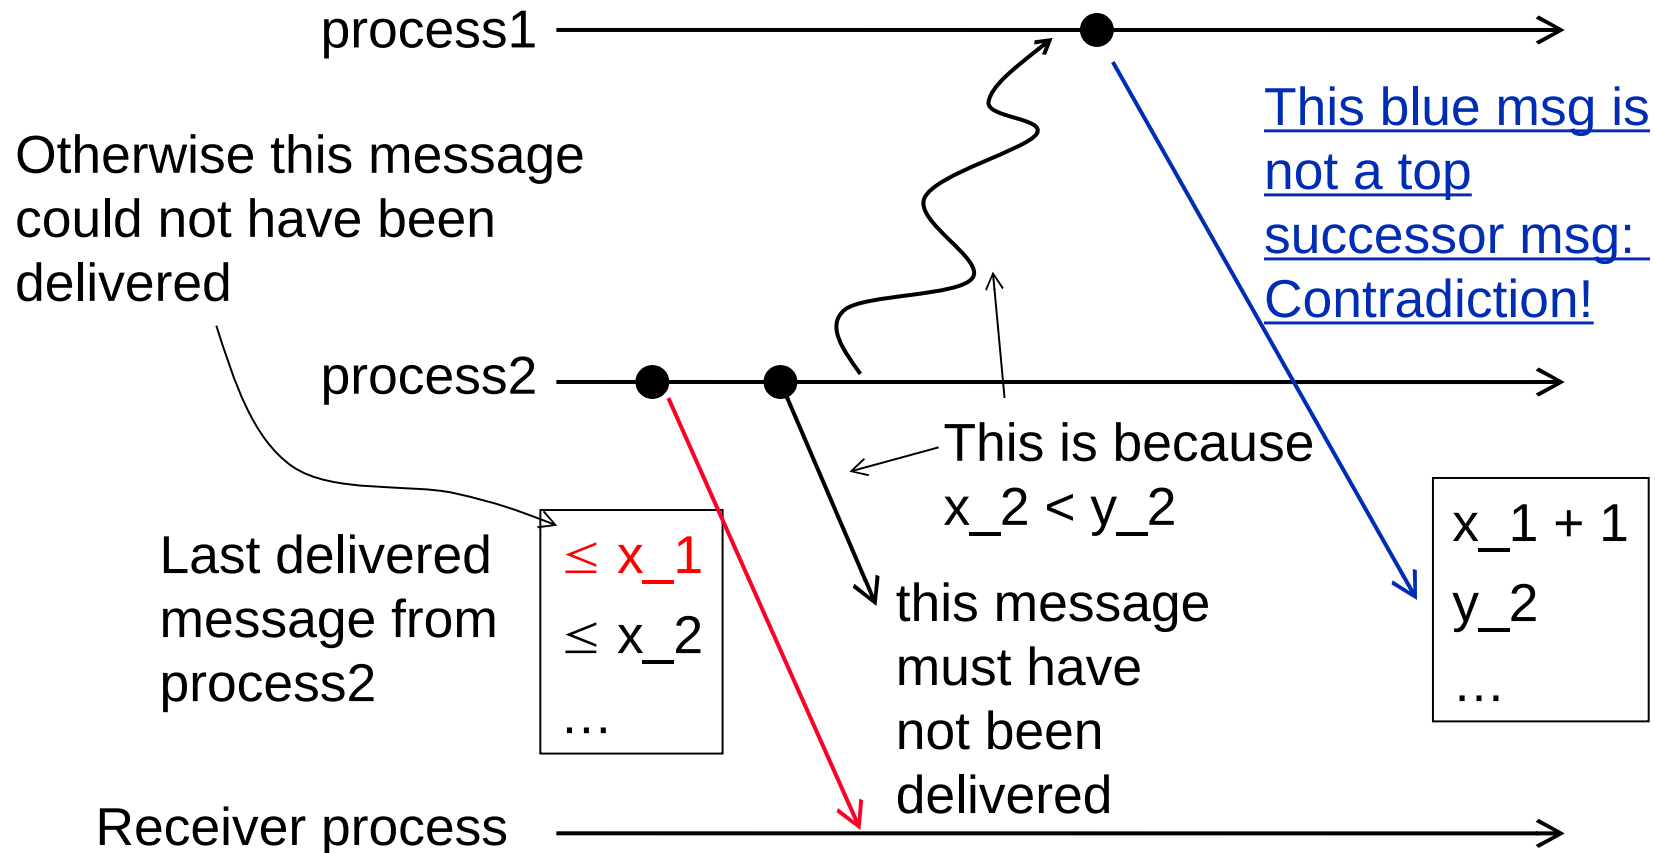 process1
This blue msg is
not a top
successor msg:
Contradiction!
Otherwise this message
could not have been
delivered
process2
This is because
x_2 < y_2
Last delivered
message from
process2
≤ x_1
≤ x_2
…
this message
must have
not been
delivered
x_1 + 1
y_2
…
Receiver process